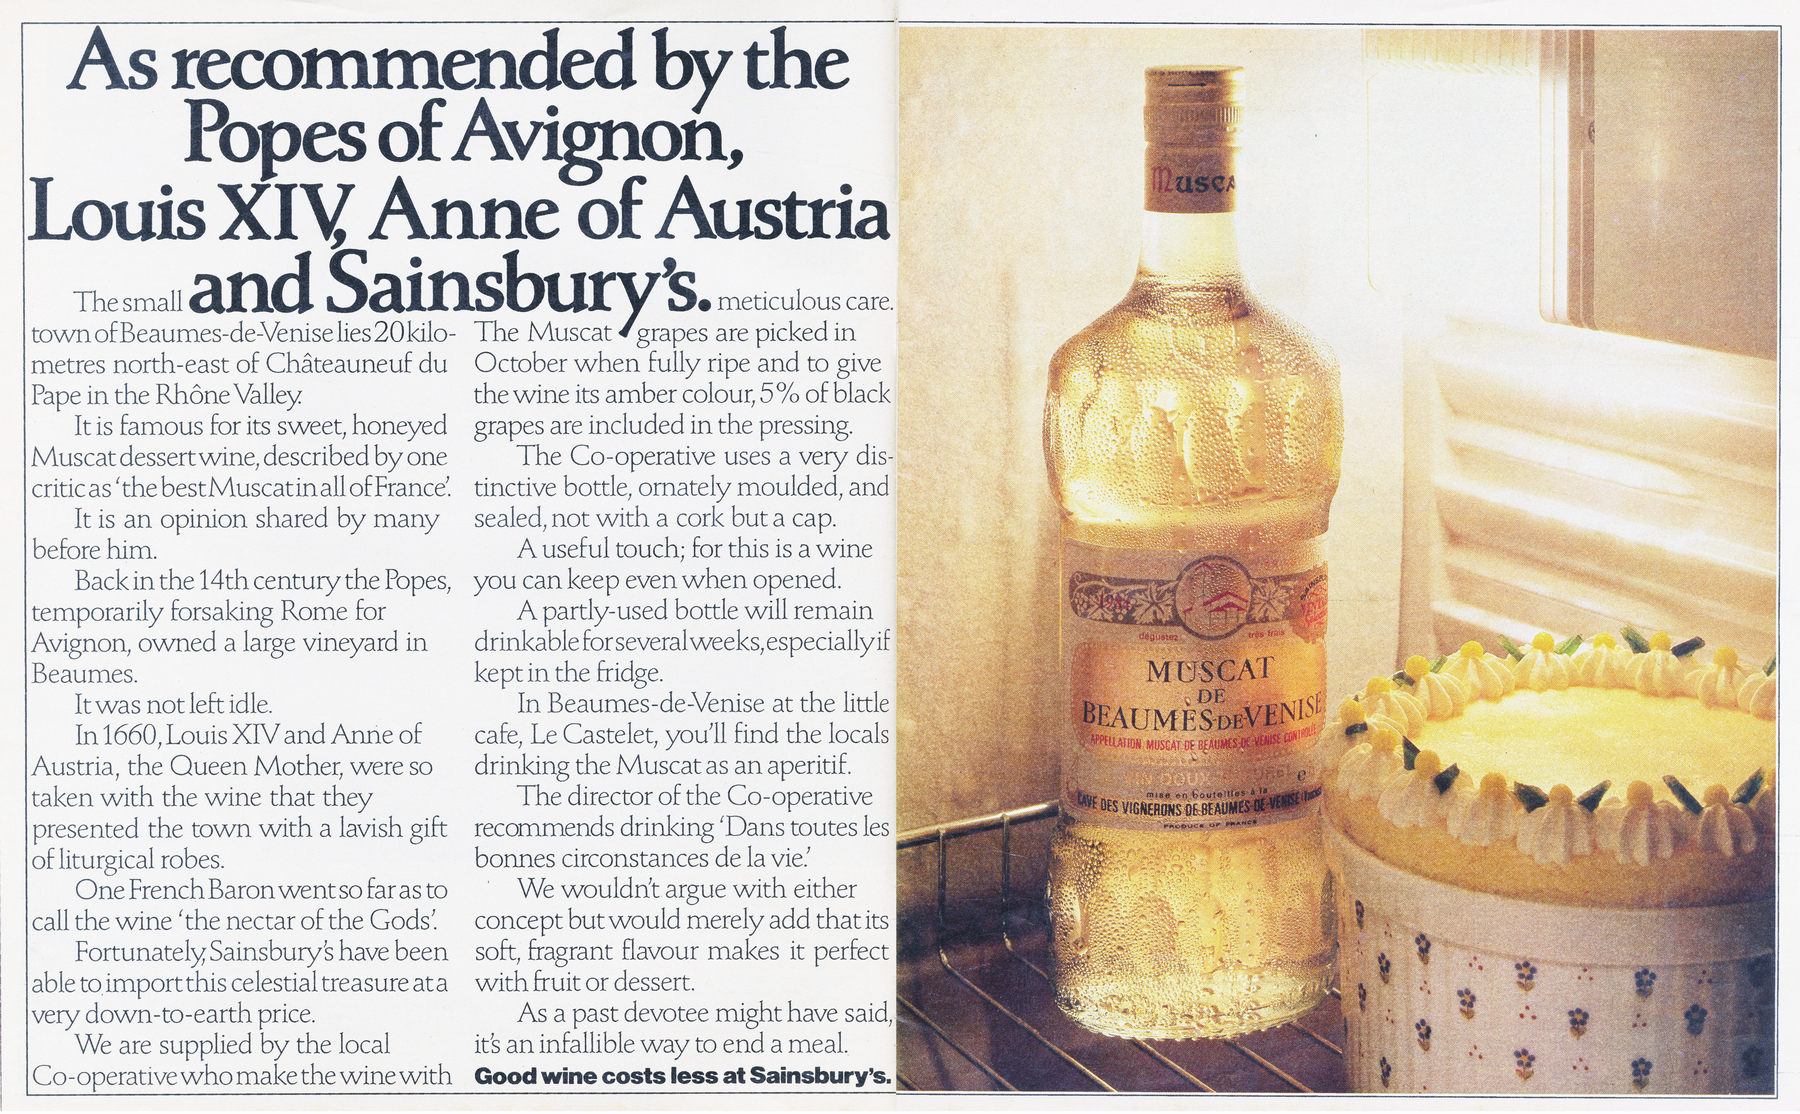 As recommended by the
Popes of Avignon,
Louis XIV, Anne of Austria
and Sainsbury's.
The small
town of Beaumes-de-Venise lies 20 kilo-
metres north-east of Châteauneuf du
Pape in the Rhône Valley.
It is famous for its sweet, honeyed
Muscat dessert wine, described by one
critic as 'the best Muscat in all of France'.
It is an opinion shared by many
before him.
Back in the 14th century the Popes,
temporarily forsaking Rome for
Avignon, owned a large vineyard in
Beaumes.
It was not left idle.
In 1660, Louis XIV and Anne of
Austria, the Queen Mother, were so
taken with the wine that they
presented the town with a lavish gift
of liturgical robes.
One French Baron went so far as to
call the wine 'the nectar of the Gods'.
Fortunately, Sainsbury's have been
able to import this celestial treasure at a
very down-to-earth price.
We are supplied by the local
Co-operative who make the wine with
meticulous care.
The Muscat grapes are picked in
October when fully ripe and to give
the wine its amber colour, 5% of black
grapes are included in the pressing.
The Co-operative uses a very dis-
tinctive bottle, ornately moulded, and
sealed, not with a cork but a cap.
A useful touch; for this is a wine
you can keep even when opened.
A partly-used bottle will remain
drinkable for several weeks, especially if
kept in the fridge.
In Beaumes-de-Venise at the little
cafe, Le Castelet, you'll find the locals
drinking the Muscat as an aperitif.
The director of the Co-operative
recommends drinking 'Dans toutes les
bonnes circonstances de la vie.'
We wouldn't argue with either
concept but would merely add that its
soft, fragrant flavour makes it perfect
with fruit or dessert.
As a past devotee might have said,
it's an infallible way to end a meal.
Good wine costs less at Sainsbury's.
Musca
1984
dégustez très frais
MUSCAT
DE
BEAUMES-DE-VENISE
APPELLATION MUSCAT DE BEAUMES-DE-VENISE CONTROLÉE
VIN DOUX NATUREL e
mise en bouteilles à la
CAVE DES VIGNERONS DE BEAUMES-DE-VENISE
PRODUCE OF FRANCE